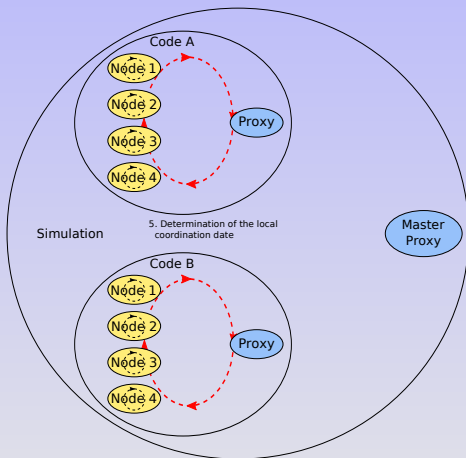 Code A
Node 1
Node 2
Node 3
Node 4
Proxy
5. Determination of the local
coordination date
Simulation
Master
Proxy
Code B
Node 1
Node 2
Node 3
Node 4
Proxy